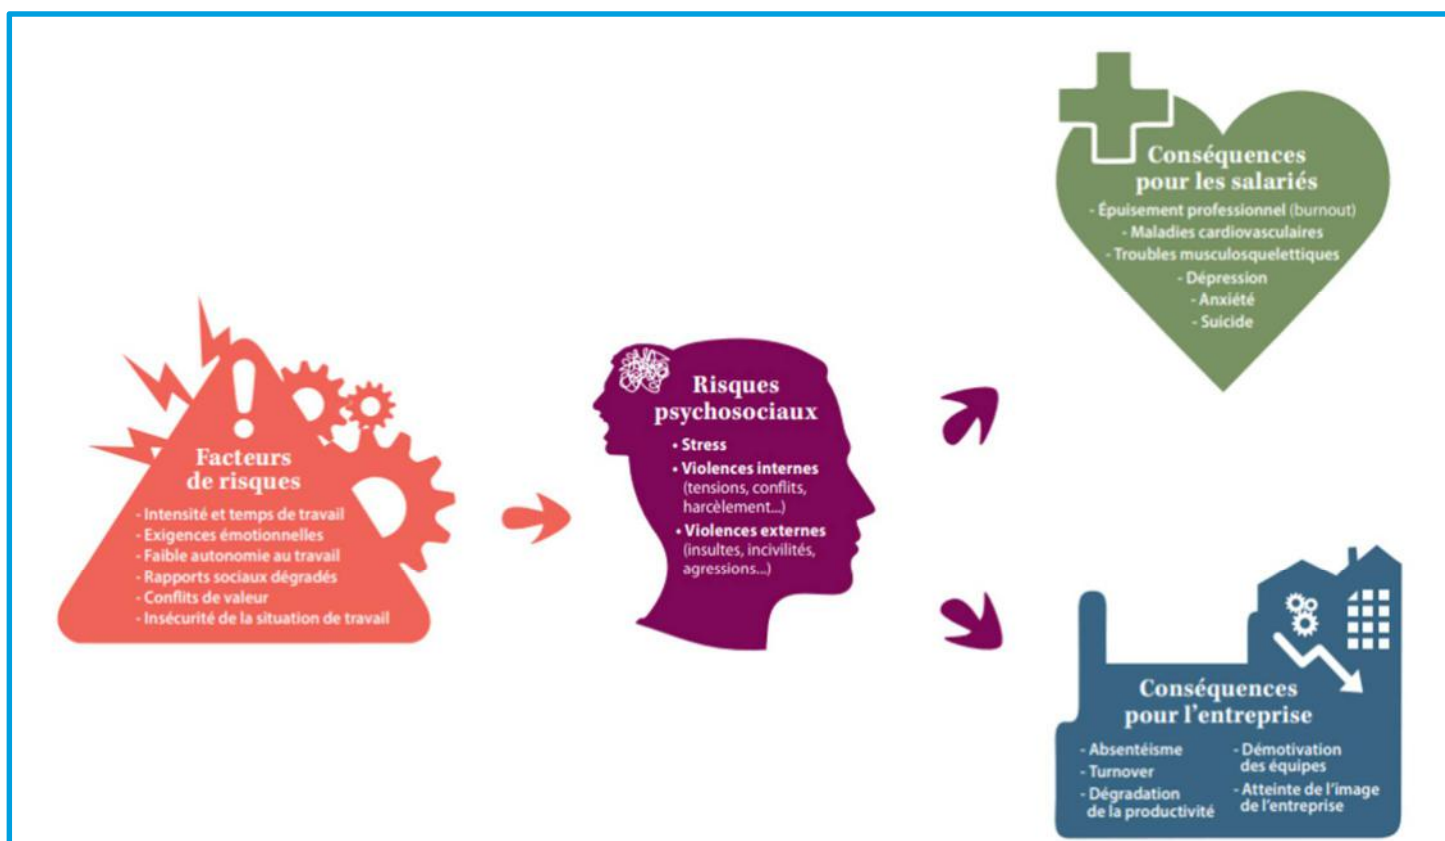 Facteurs
de risques
- Intensité et temps de travail
- Exigences émotionnelles
- Faible autonomie au travail
- Rapports sociaux dégradés
- Conflits de valeur
- Insécurité de la situation de travail
Risques
psychosociaux
• Stress
• Violences internes
(tensions, conflits,
harcèlement...)
• Violences externes
(insultes, incivilités,
agressions...)
Conséquences
pour les salariés
- Épuisement professionnel (burnout)
- Maladies cardiovasculaires
- Troubles musculosquelettiques
- Dépression
- Anxiété
- Suicide
Conséquences
pour l'entreprise
- Absentéisme
- Turnover
- Dégradation
de la productivité
- Démotivation
des équipes
- Atteinte de l'image
de l'entreprise